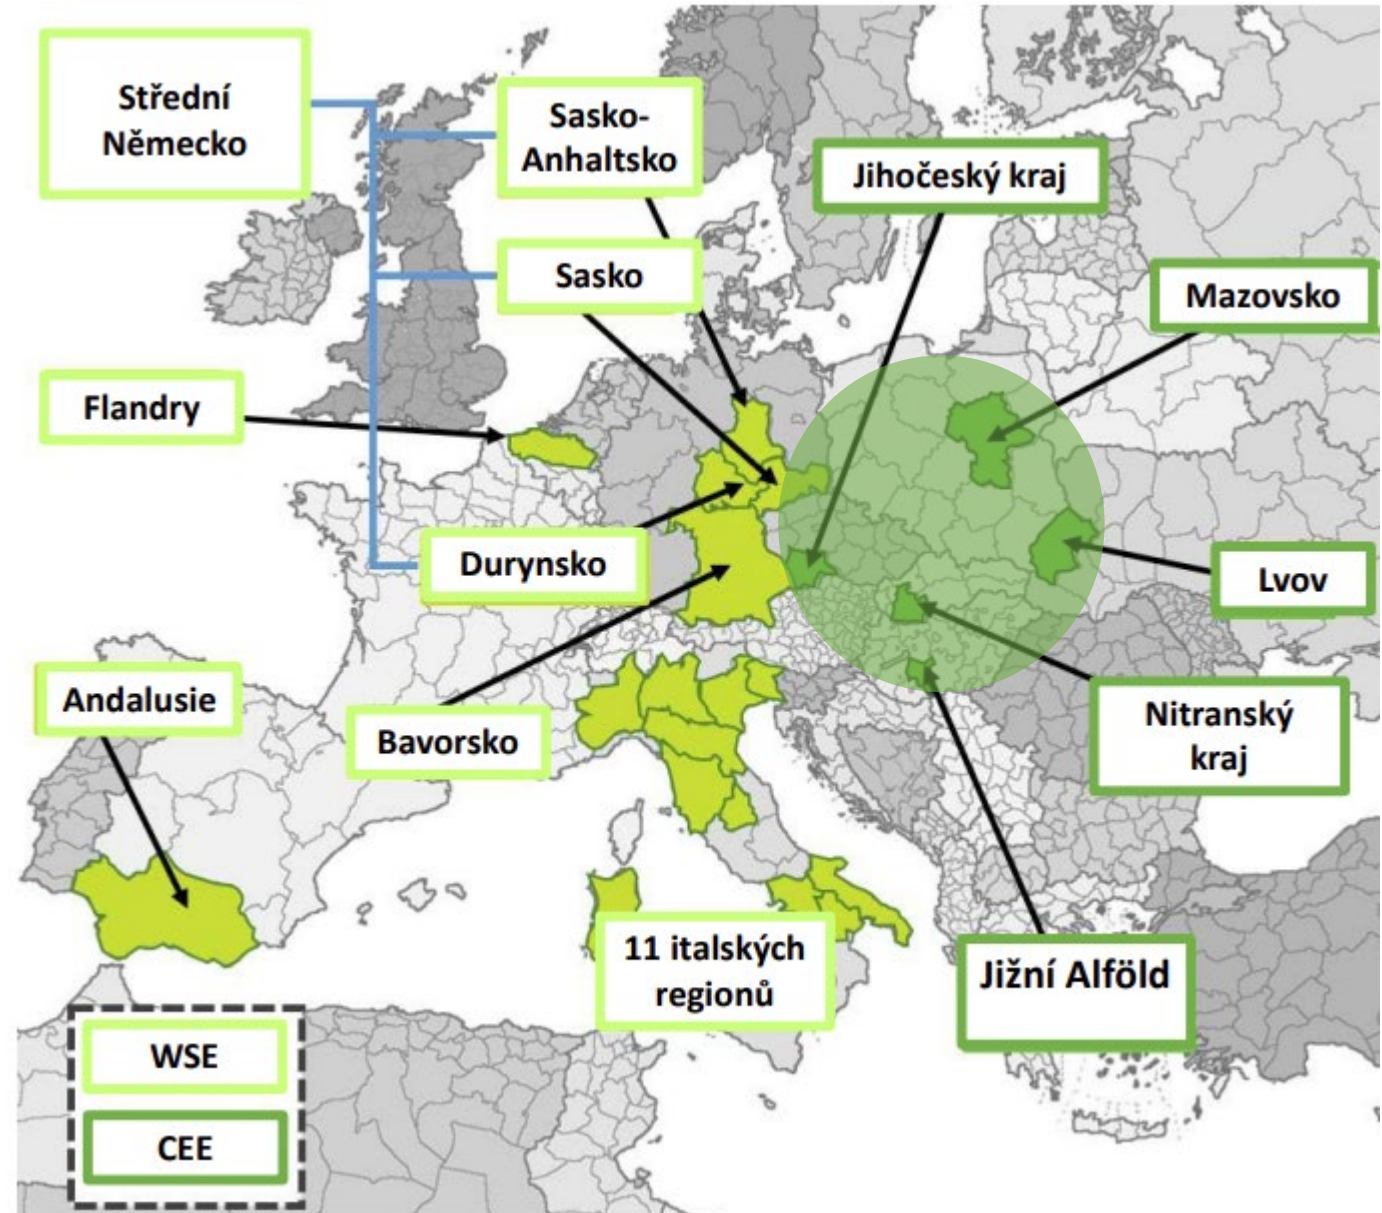 Střední
Německo
Sasko-
Anhaltsko
Jihočeský kraj
Sasko
Mazovsko
Flandry
Durynsko
Lvov
Andalusie
Bavorsko
Nitranský
kraj
11 italských
regionů
Jižní Alföld
WSE
CEE